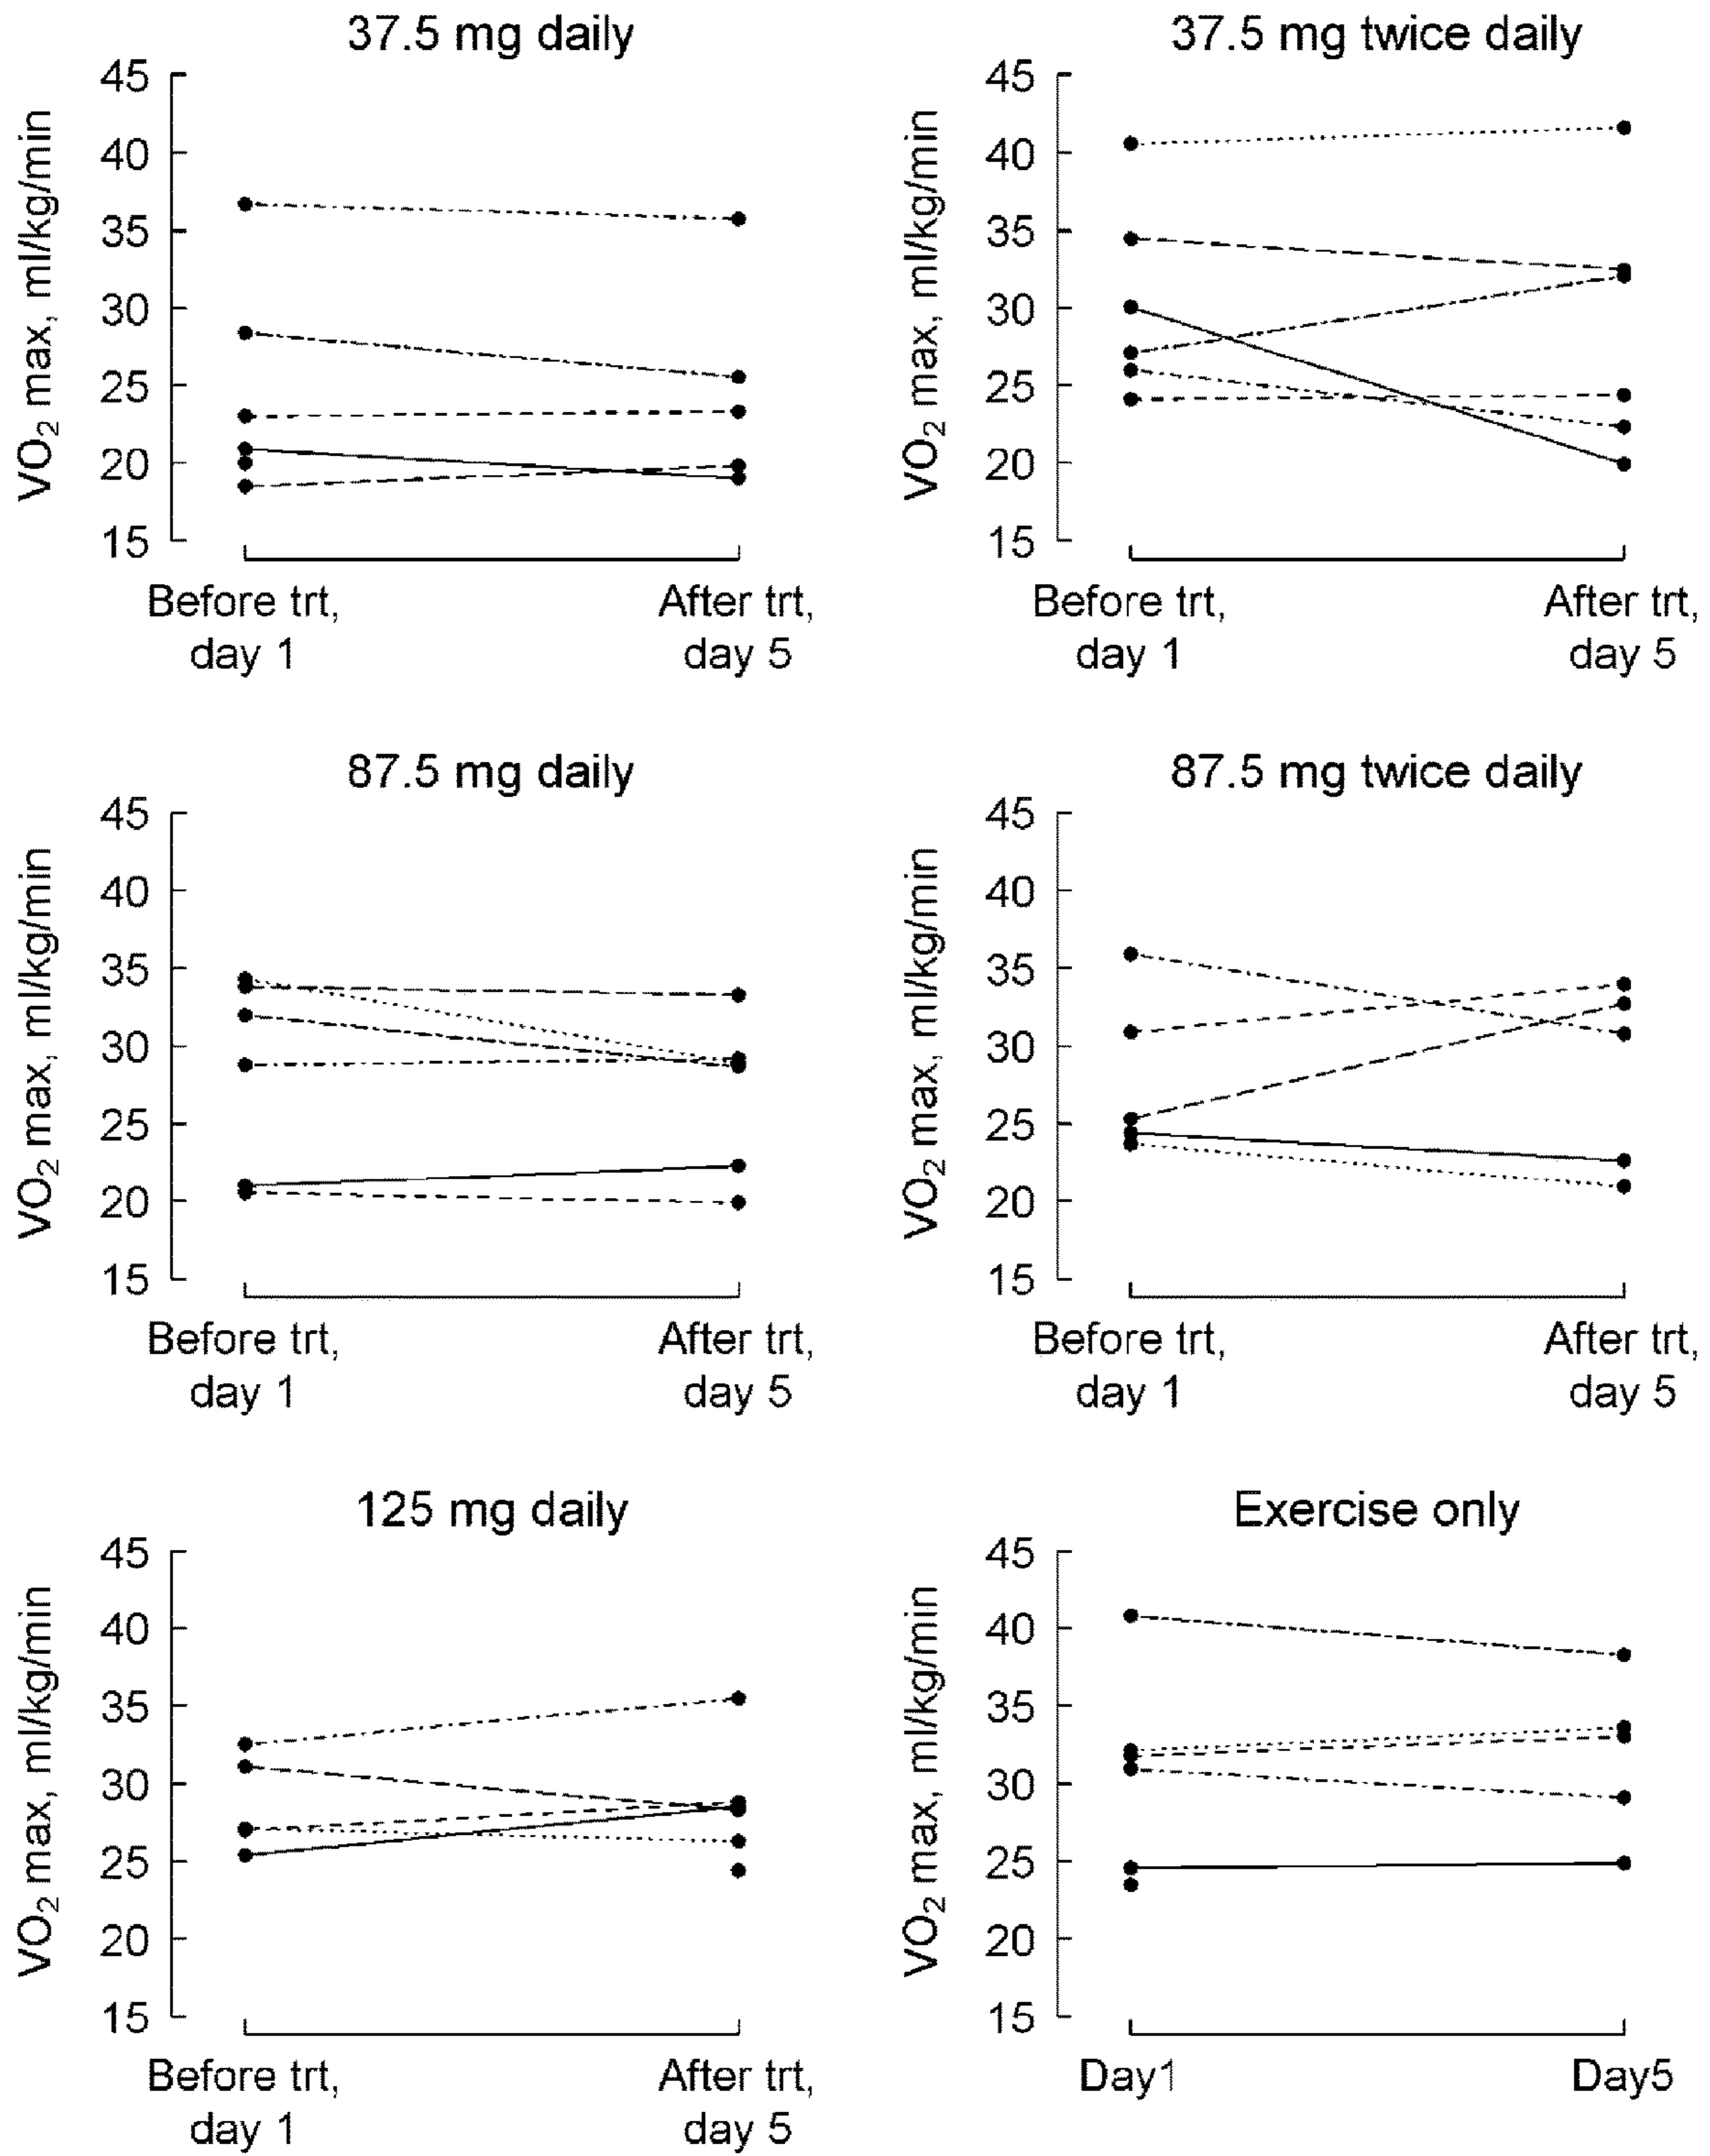 37.5 mg daily
VO2 max, ml/kg/min
45
40
35
30
25
20
15
Before trt,
day 1
After trt,
day 5
37.5 mg twice daily
VO2 max, ml/kg/min
45
40
35
30
25
20
15
Before trt,
day 1
After trt,
day 5
87.5 mg daily
VO2 max, ml/kg/min
45
40
35
30
25
20
15
Before trt,
day 1
After trt,
day 5
87.5 mg twice daily
VO2 max, ml/kg/min
45
40
35
30
25
20
15
Before trt,
day 1
After trt,
day 5
125 mg daily
VO2 max, ml/kg/min
45
40
35
30
25
20
15
Before trt,
day 1
After trt,
day 5
Exercise only
VO2 max, ml/kg/min
45
40
35
30
25
20
15
Day1
Day5